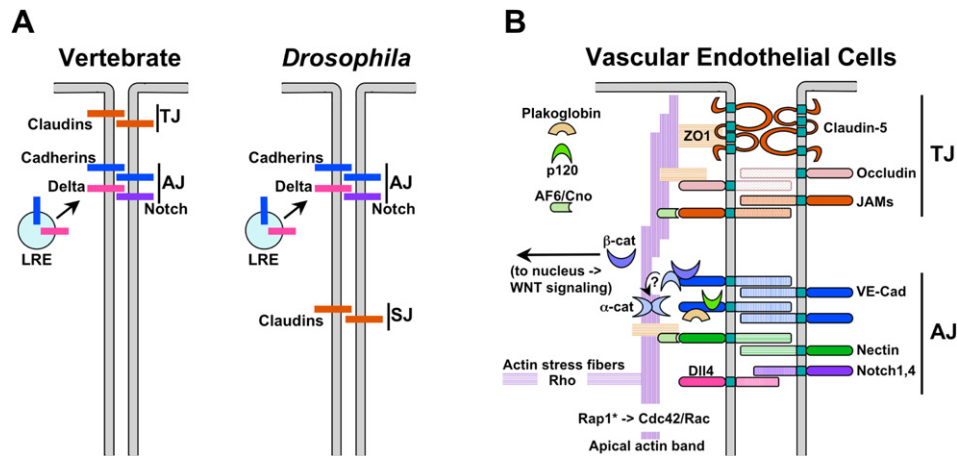 A
Vertebrate
Claudins
TJ
Cadherins
Delta
AJ
Notch
LRE
Drosophila
Cadherins
Delta
AJ
Notch
LRE
Claudins
SJ
B
Vascular Endothelial Cells
Plakoglobin
p120
AF6/Cno
ZO1
Claudin-5
Occludin
JAMs
TJ
β-cat
(to nucleus ->
WNT signaling)
?
α-cat
VE-Cad
Nectin
Dll4
Notch1,4
AJ
Actin stress fibers
Rho
Rap1* -> Cdc42/Rac
Apical actin band